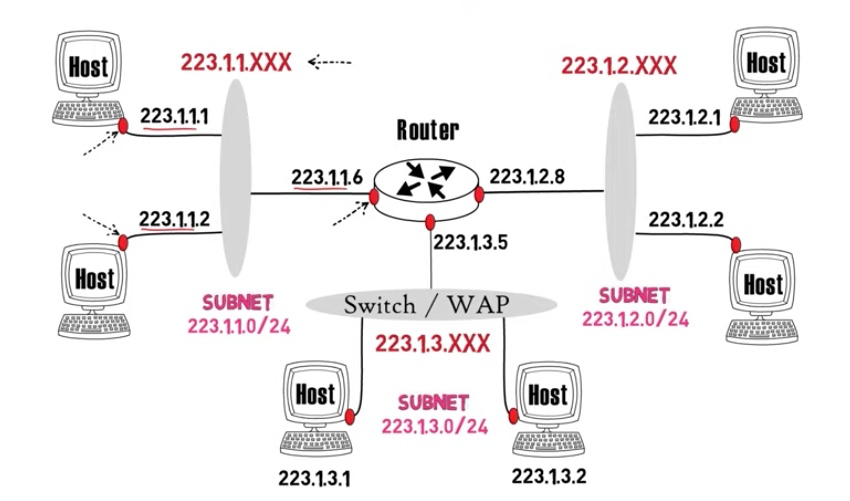 Host
223.1.1.XXX
223.1.2.XXX
Host
223.1.1.1
Router
223.1.2.1
223.1.1.6
223.1.2.8
223.1.1.2
223.1.2.2
223.1.3.5
Host
Host
SUBNET
223.1.1.0/24
Switch / WAP
SUBNET
223.1.2.0/24
223.1.3.XXX
Host
SUBNET
223.1.3.0/24
Host
223.1.3.1
223.1.3.2